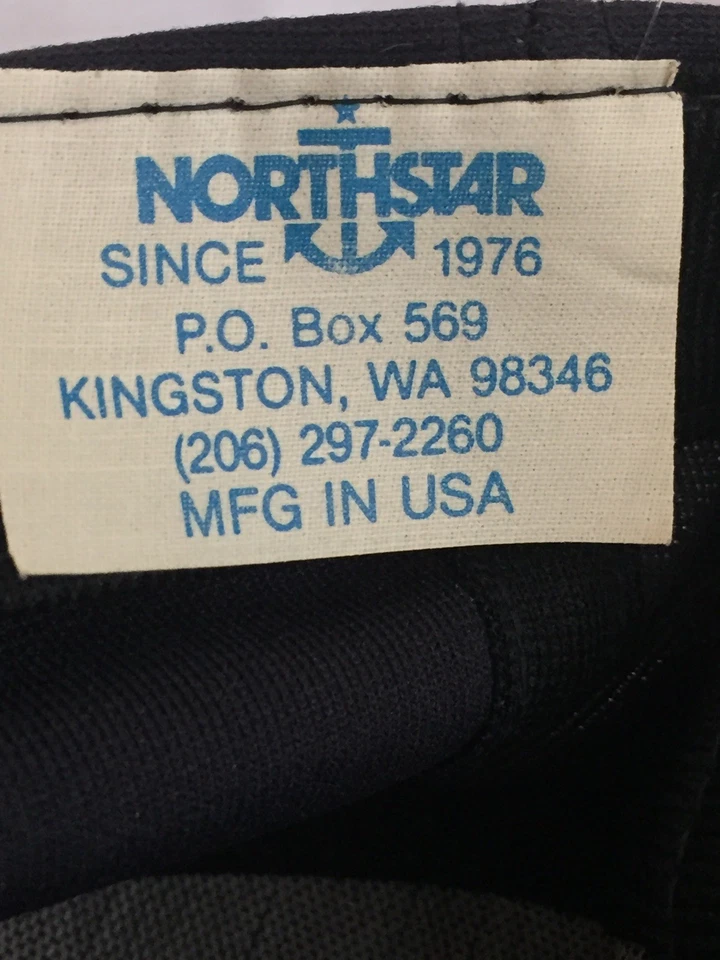 NORTHSTAR
SINCE 1976
P.O. Box 569
KINGSTON, WA 98346
(206) 297-2260
MFG IN USA